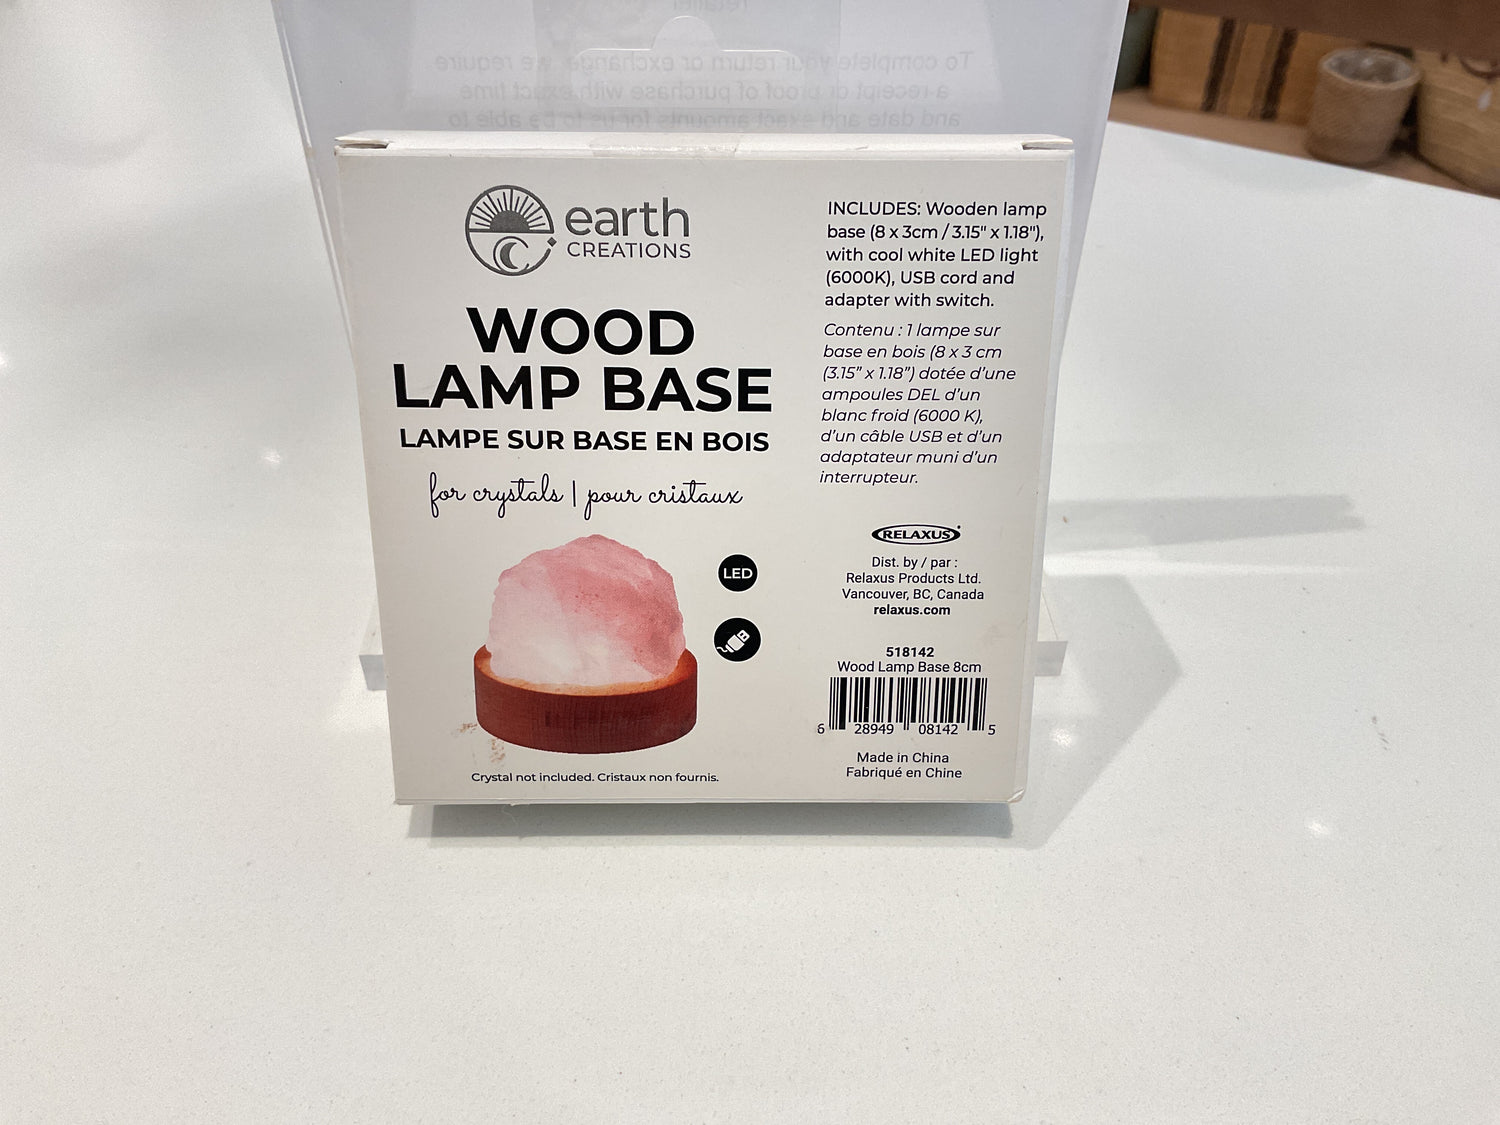 retailer
To complete your return or exchange, we require
a receipt or proof of purchase with exact time
and date and exact amounts for us to be able to
earth
CREATIONS
WOOD
LAMP BASE
LAMPE SUR BASE EN BOIS
for crystals | pour cristaux
LED
Crystal not included. Cristaux non fournis.
INCLUDES: Wooden lamp
base (8 x 3cm / 3.15" x 1.18"),
with cool white LED light
(6000K), USB cord and
adapter with switch.
Contenu : 1 lampe sur
base en bois (8 x 3 cm
(3.15" x 1.18") dotée d'une
ampoules DEL d'un
blanc froid (6000 K),
d'un câble USB et d'un
adaptateur muni d'un
interrupteur.
RELAXUS
Dist. by / par :
Relaxus Products Ltd.
Vancouver, BC, Canada
relaxus.com
518142
Wood Lamp Base 8cm
6 28949 08142 5
Made in China
Fabriqué en Chine